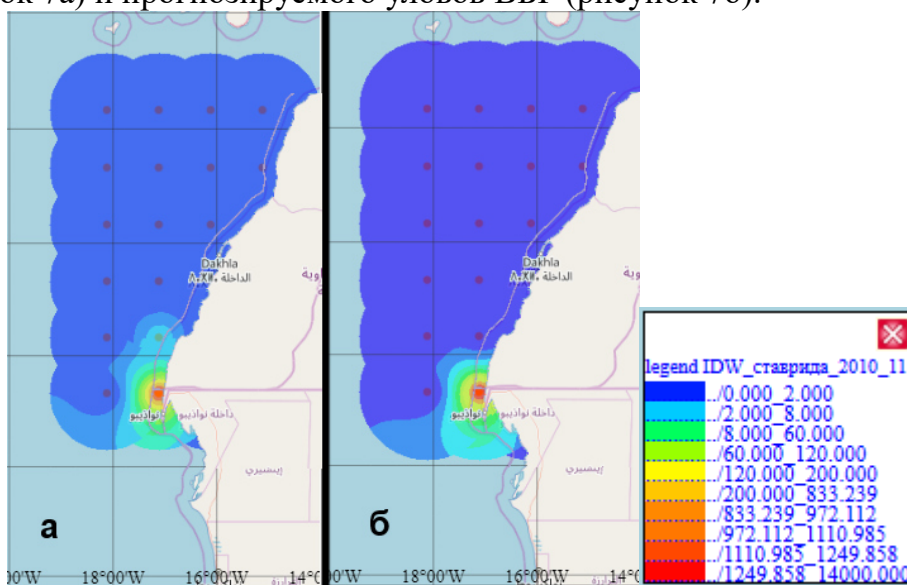 ок 7а) и прогнозируемого уловов ВБР (рисунок 7б).
Dakhla
الداخلة
نواذيبو
داخلة نواذيبو
إينشيري
а
00'W 18°00'W 16°00'W 14°
Dakhla
الداخلة
نواذيبو
داخلة نواذيبو
إينشيري
б
0'W 18°00'W 16°00'W 14°
legend IDW_ставрида_2010_11
../0.000_2.000
../2.000_8.000
../8.000_60.000
../60.000_120.000
../120.000_200.000
../200.000_833.239
../833.239_972.112
../972.112_1110.985
../1110.985_1249.858
../1249.858_14000.000